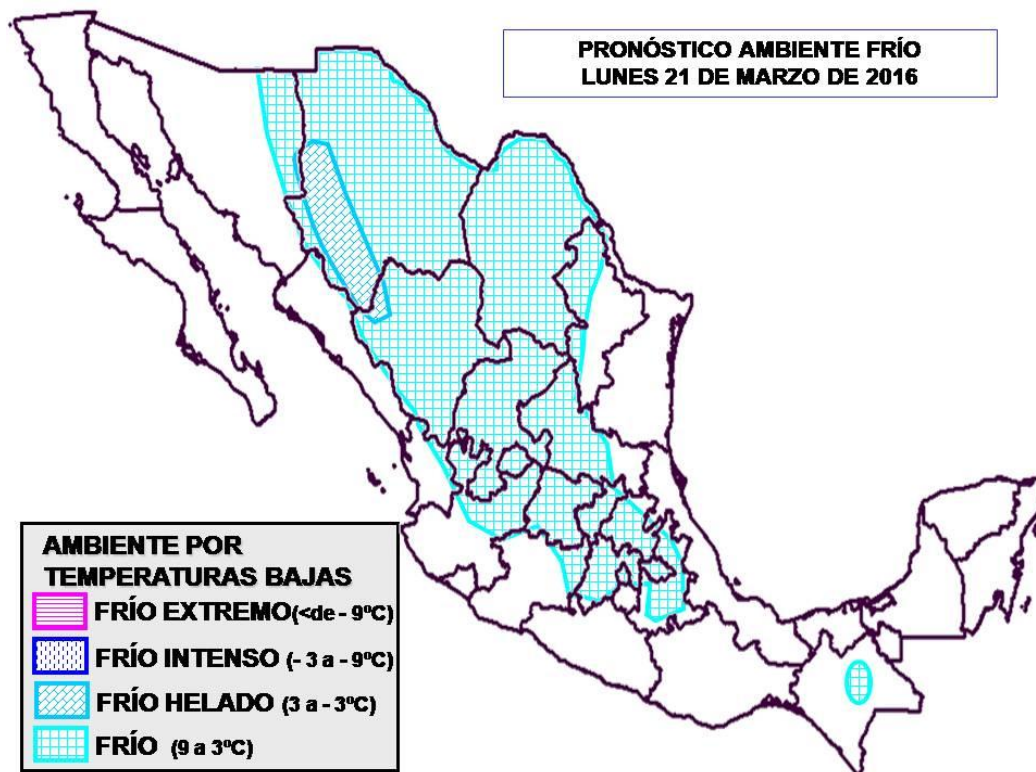 PRONÓSTICO AMBIENTE FRÍO
LUNES 21 DE MARZO DE 2016
AMBIENTE POR
TEMPERATURAS BAJAS
FRÍO EXTREMO (<de - 9ºC)
FRÍO INTENSO (- 3 a - 9ºC)
FRÍO HELADO (3 a - 3ºC)
FRÍO (9 a 3ºC)